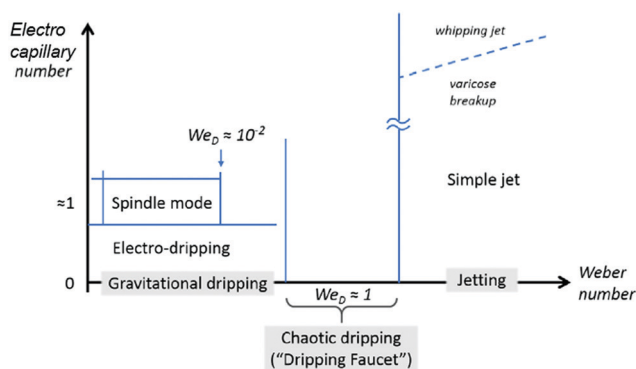 Electro
capillary
number
whipping jet
varicose
breakup
We_D ≈ 10⁻²
≈1
Spindle mode
Simple jet
Electro-dripping
0
Gravitational dripping
Jetting
Weber
number
We_D ≈ 1
Chaotic dripping
("Dripping Faucet")